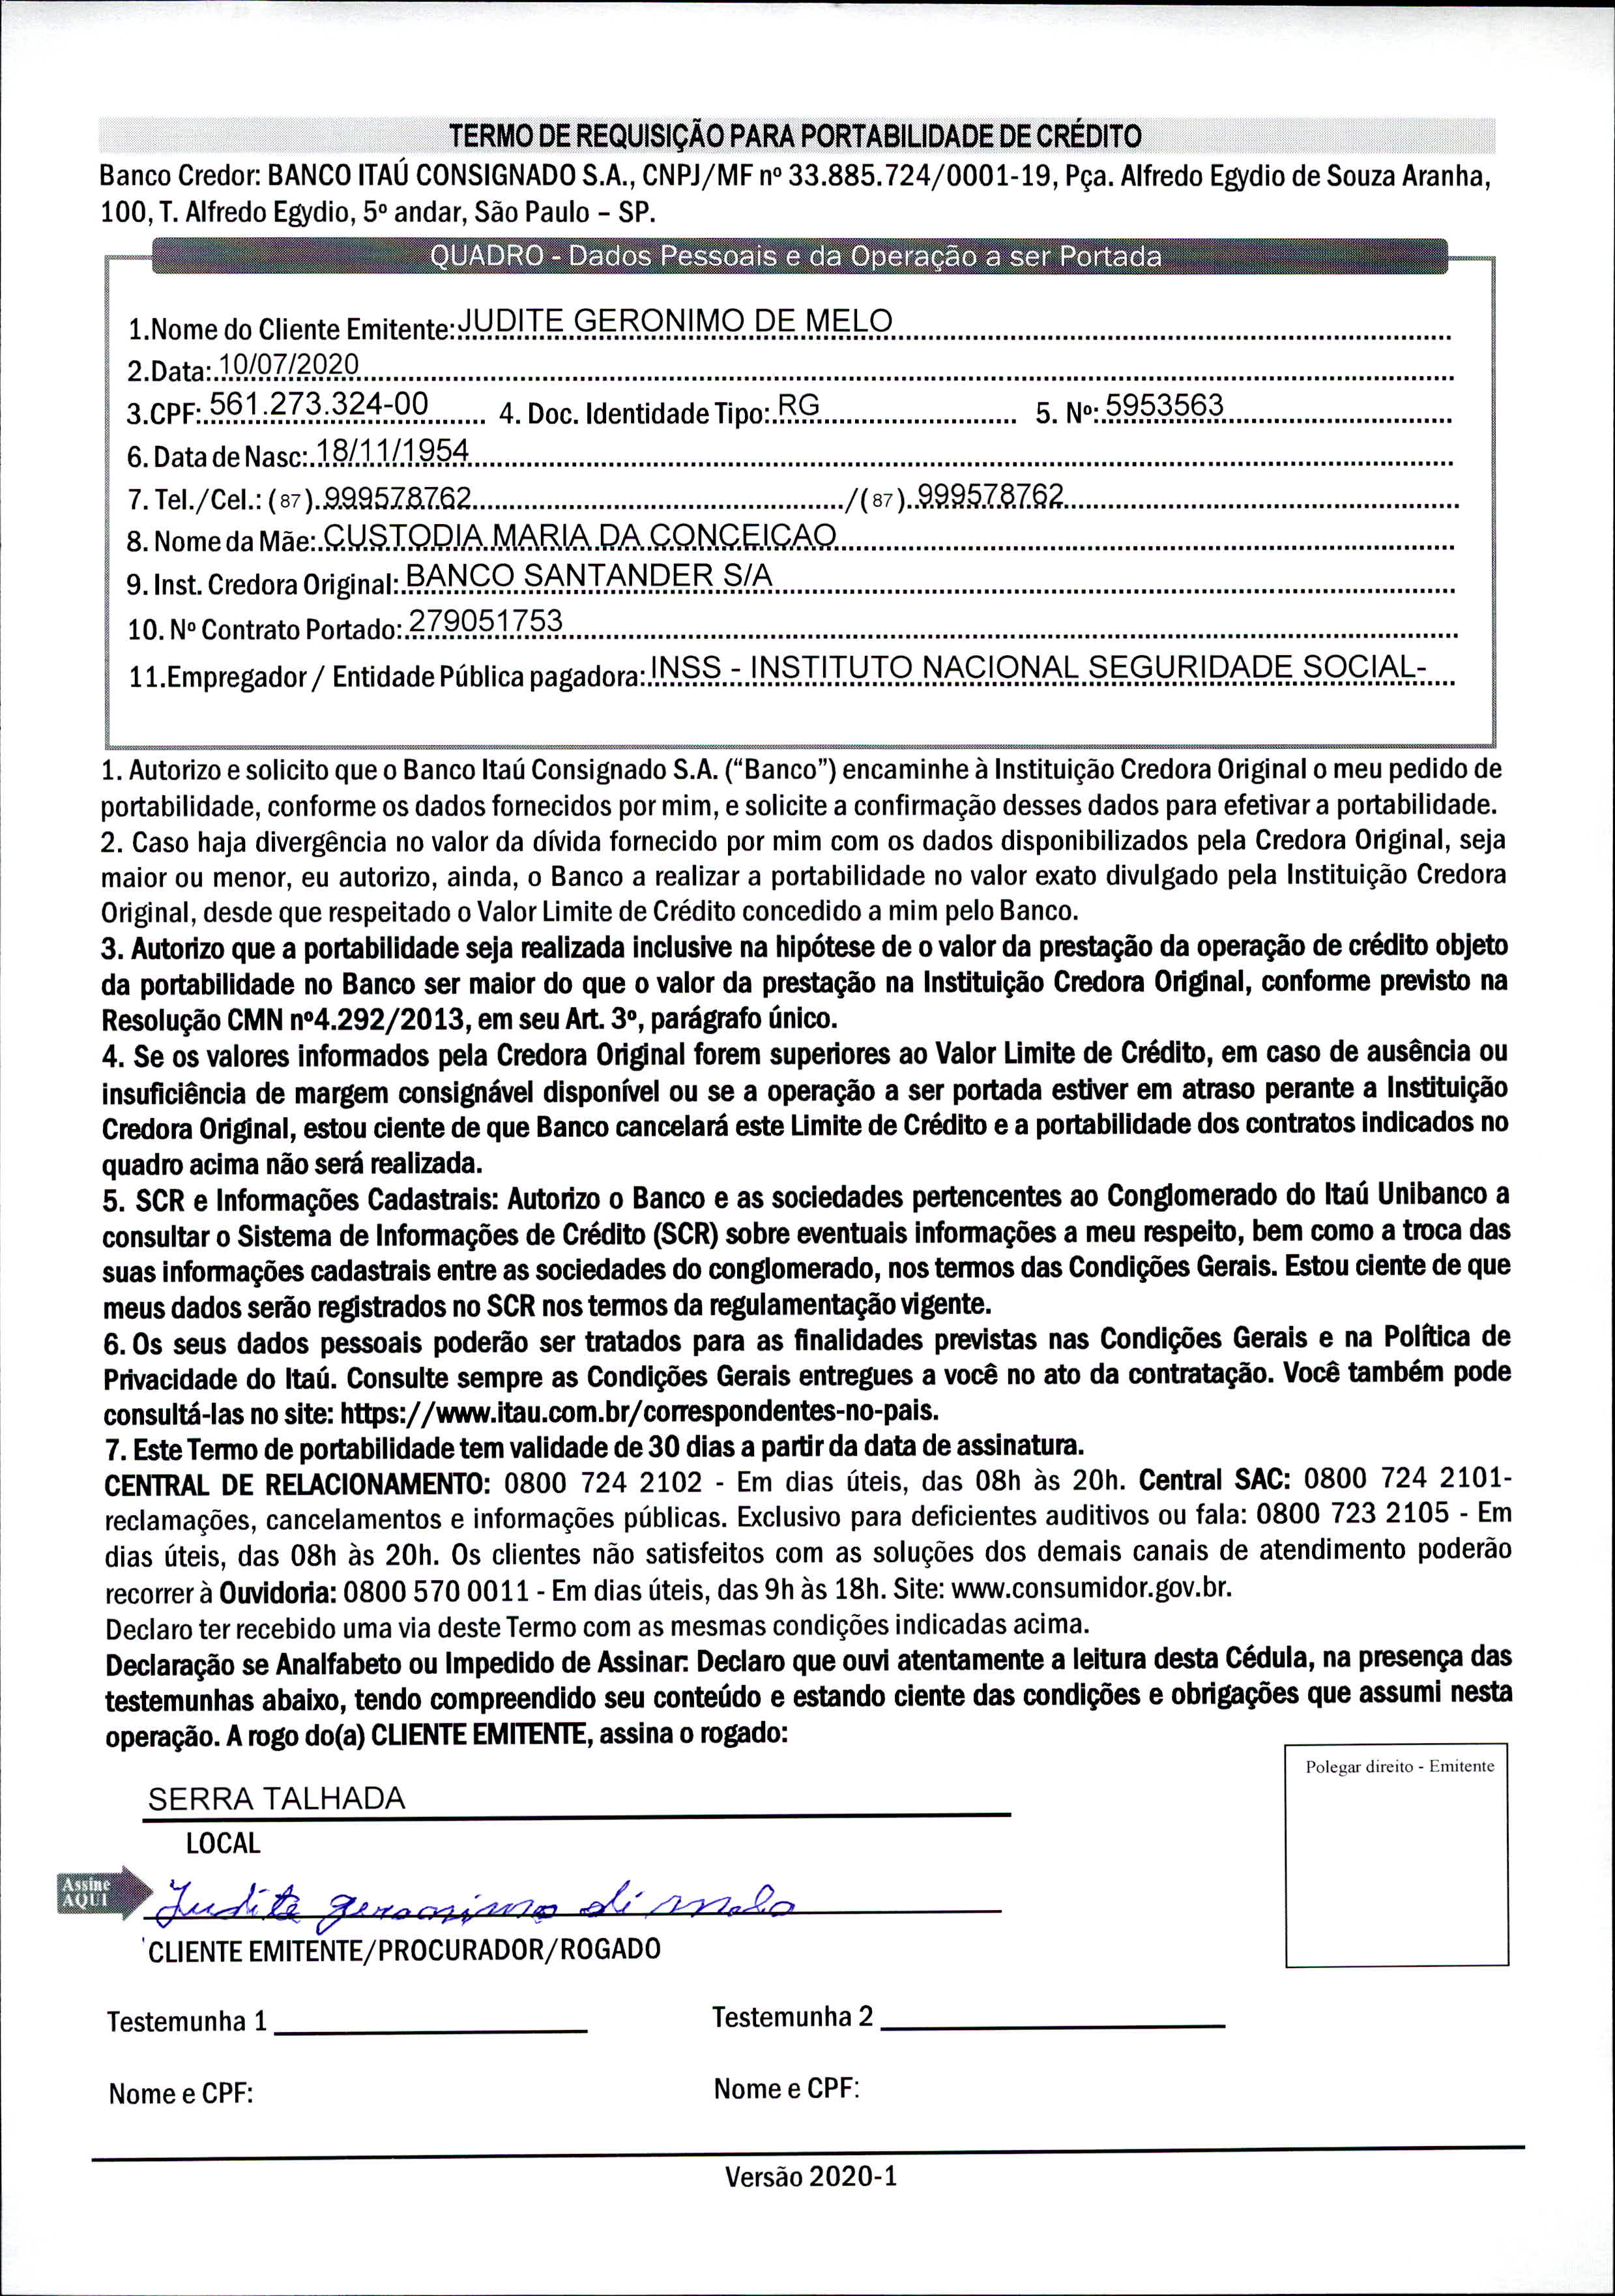 TERMO DE REQUISIÇÃO PARA PORTABILIDADE DE CRÉDITO
Banco Credor: BANCO ITAÚ CONSIGNADO S.A., CNPJ/MF nº 33.885.724/0001-19, Pça. Alfredo Egydio de Souza Aranha,
100, T. Alfredo Egydio, 5º andar, São Paulo – SP.
QUADRO - Dados Pessoais e da Operação a ser Portada
1.Nome do Cliente Emitente: JUDITE GERONIMO DE MELO
2.Data: 10/07/2020
3.CPF: 561.273.324-00 4. Doc. Identidade Tipo: RG 5. Nº: 5953563
6. Data de Nasc: 18/11/1954
7. Tel./Cel.: (87) 999578762 /(87) 999578762
8. Nome da Mãe: CUSTODIA MARIA DA CONCEICAO
9. Inst. Credora Original: BANCO SANTANDER S/A
10. Nº Contrato Portado: 279051753
11.Empregador / Entidade Pública pagadora: INSS - INSTITUTO NACIONAL SEGURIDADE SOCIAL-
1. Autorizo e solicito que o Banco Itaú Consignado S.A. (“Banco”) encaminhe à Instituição Credora Original o meu pedido de
portabilidade, conforme os dados fornecidos por mim, e solicite a confirmação desses dados para efetivar a portabilidade.
2. Caso haja divergência no valor da dívida fornecido por mim com os dados disponibilizados pela Credora Original, seja
maior ou menor, eu autorizo, ainda, o Banco a realizar a portabilidade no valor exato divulgado pela Instituição Credora
Original, desde que respeitado o Valor Limite de Crédito concedido a mim pelo Banco.
3. Autorizo que a portabilidade seja realizada inclusive na hipótese de o valor da prestação da operação de crédito objeto
da portabilidade no Banco ser maior do que o valor da prestação na Instituição Credora Original, conforme previsto na
Resolução CMN nº4.292/2013, em seu Art. 3º, parágrafo único.
4. Se os valores informados pela Credora Original forem superiores ao Valor Limite de Crédito, em caso de ausência ou
insuficiência de margem consignável disponível ou se a operação a ser portada estiver em atraso perante a Instituição
Credora Original, estou ciente de que Banco cancelará este Limite de Crédito e a portabilidade dos contratos indicados no
quadro acima não será realizada.
5. SCR e Informações Cadastrais: Autorizo o Banco e as sociedades pertencentes ao Conglomerado do Itaú Unibanco a
consultar o Sistema de Informações de Crédito (SCR) sobre eventuais informações a meu respeito, bem como a troca das
suas informações cadastrais entre as sociedades do conglomerado, nos termos das Condições Gerais. Estou ciente de que
meus dados serão registrados no SCR nos termos da regulamentação vigente.
6. Os seus dados pessoais poderão ser tratados para as finalidades previstas nas Condições Gerais e na Política de
Privacidade do Itaú. Consulte sempre as Condições Gerais entregues a você no ato da contratação. Você também pode
consultá-las no site: https://www.itau.com.br/correspondentes-no-pais.
7. Este Termo de portabilidade tem validade de 30 dias a partir da data de assinatura.
CENTRAL DE RELACIONAMENTO: 0800 724 2102 - Em dias úteis, das 08h às 20h. Central SAC: 0800 724 2101-
reclamações, cancelamentos e informações públicas. Exclusivo para deficientes auditivos ou fala: 0800 723 2105 - Em
dias úteis, das 08h às 20h. Os clientes não satisfeitos com as soluções dos demais canais de atendimento poderão
recorrer à Ouvidoria: 0800 570 0011 - Em dias úteis, das 9h às 18h. Site: www.consumidor.gov.br.
Declaro ter recebido uma via deste Termo com as mesmas condições indicadas acima.
Declaração se Analfabeto ou Impedido de Assinar: Declaro que ouvi atentamente a leitura desta Cédula, na presença das
testemunhas abaixo, tendo compreendido seu conteúdo e estando ciente das condições e obrigações que assumi nesta
operação. A rogo do(a) CLIENTE EMITENTE, assina o rogado:
Polegar direito - Emitente
SERRA TALHADA
LOCAL
Assine
AQUI
Judite geronimo di melo
CLIENTE EMITENTE/PROCURADOR/ROGADO
Testemunha 1 Testemunha 2
Nome e CPF: Nome e CPF:
Versão 2020-1